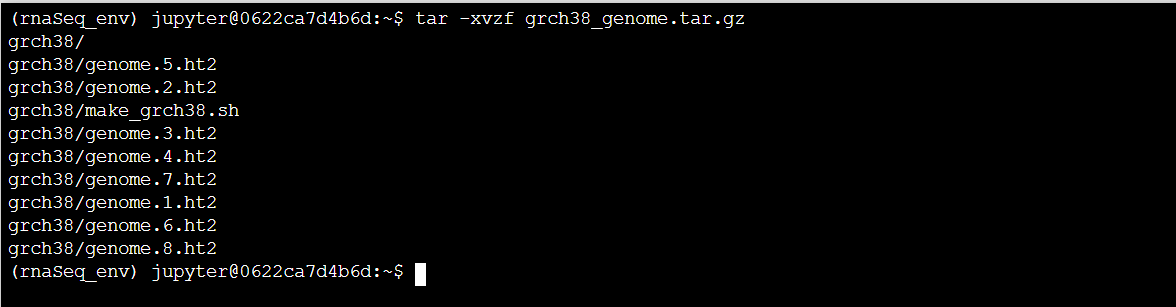 (rnaSeq_env) jupyter@0622ca7d4b6d:~$ tar -xvzf grch38_genome.tar.gz
grch38/
grch38/genome.5.ht2
grch38/genome.2.ht2
grch38/make_grch38.sh
grch38/genome.3.ht2
grch38/genome.4.ht2
grch38/genome.7.ht2
grch38/genome.1.ht2
grch38/genome.6.ht2
grch38/genome.8.ht2
(rnaSeq_env) jupyter@0622ca7d4b6d:~$